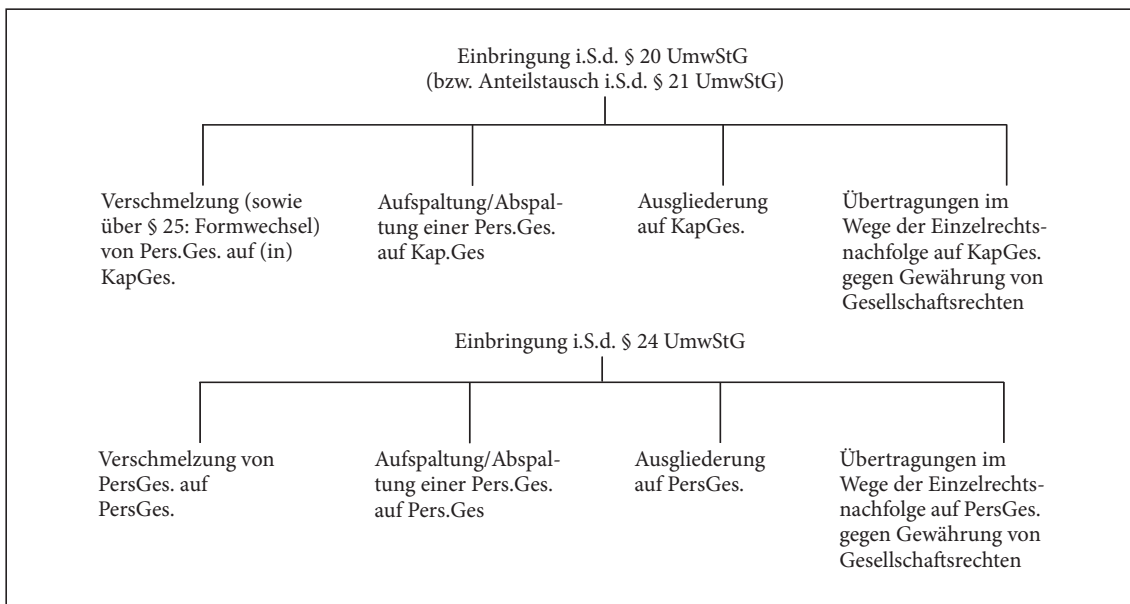 Einbringung i.S.d. § 20 UmwStG
(bzw. Anteilstausch i.S.d. § 21 UmwStG)
Verschmelzung (sowie
über § 25: Formwechsel)
von Pers.Ges. auf (in)
KapGes.
Aufspaltung/Abspal-
tung einer Pers.Ges.
auf Kap.Ges
Ausgliederung
auf KapGes.
Übertragungen im
Wege der Einzelrechts-
nachfolge auf KapGes.
gegen Gewährung von
Gesellschaftsrechten
Einbringung i.S.d. § 24 UmwStG
Verschmelzung von
PersGes. auf
PersGes.
Aufspaltung/Abspal-
tung einer Pers.Ges.
auf Pers.Ges
Ausgliederung
auf PersGes.
Übertragungen im
Wege der Einzelrechts-
nachfolge auf PersGes.
gegen Gewährung von
Gesellschaftsrechten